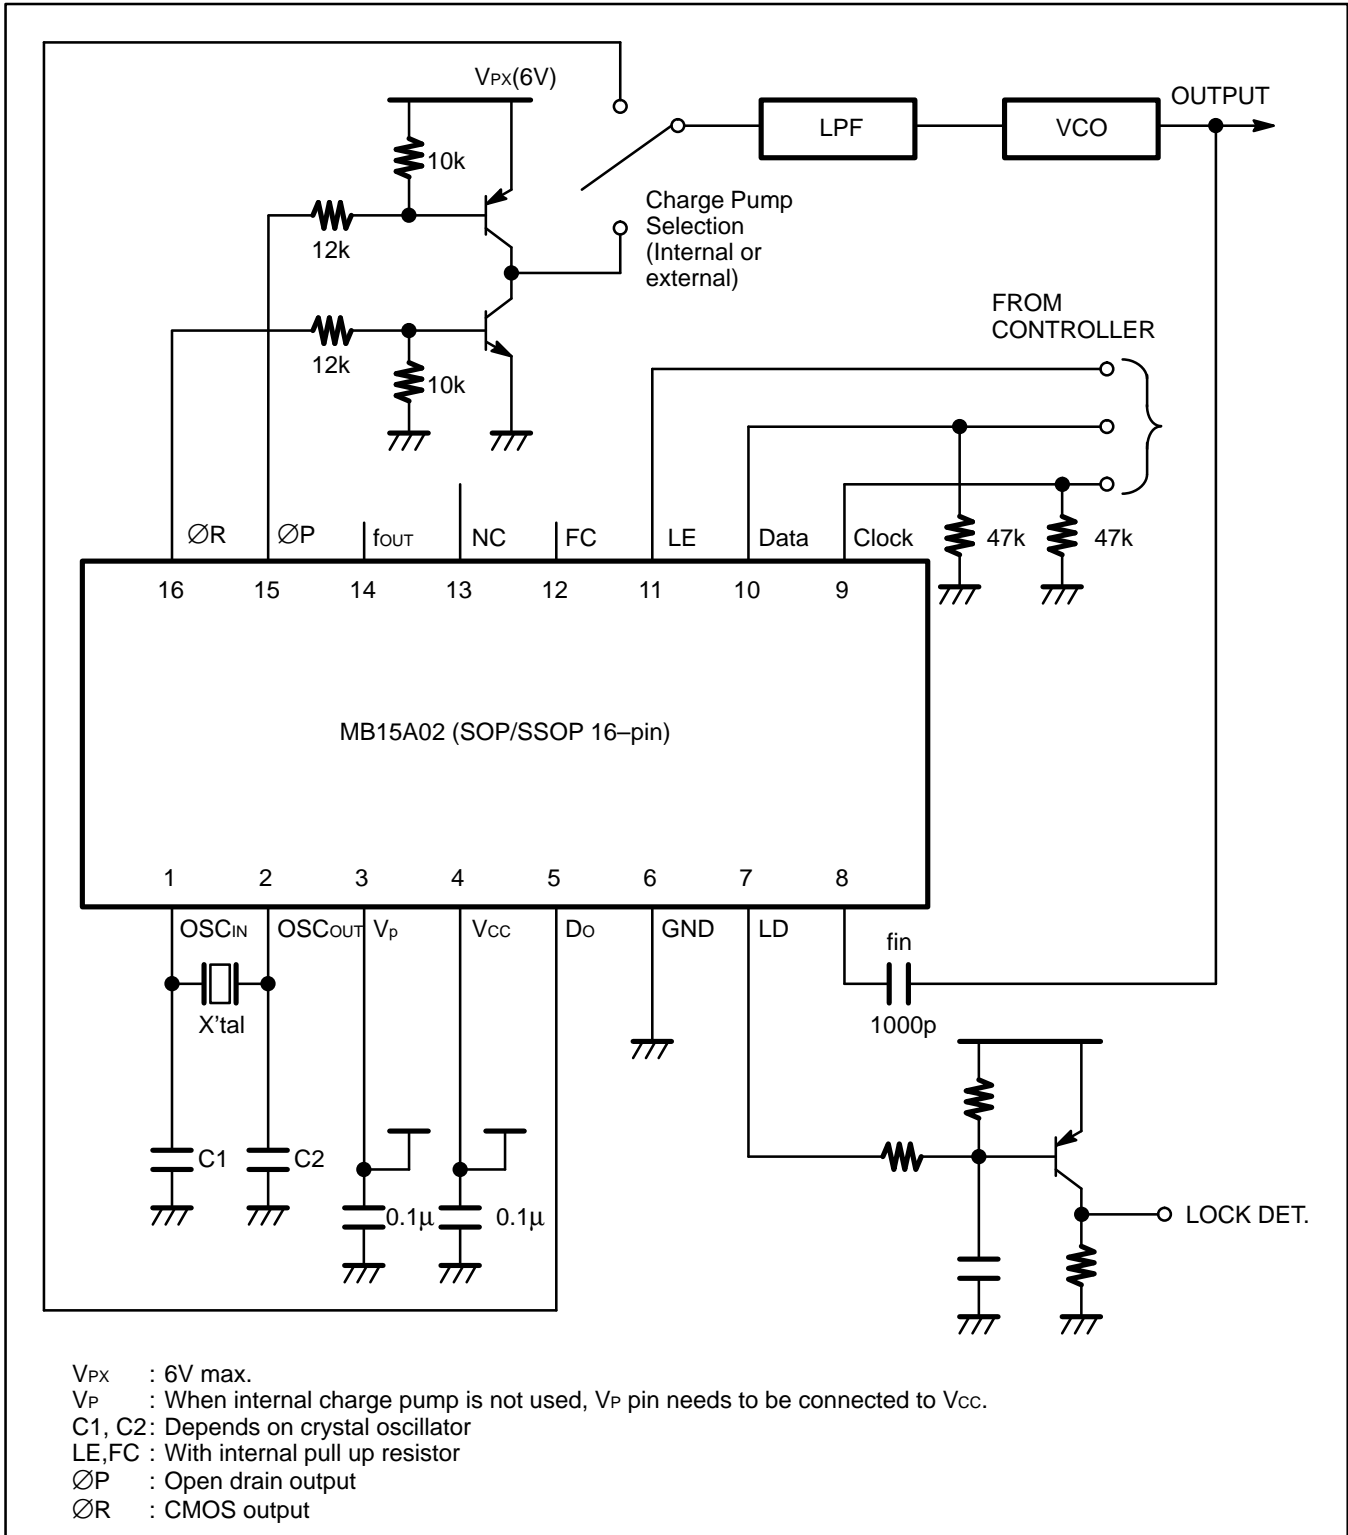 VPX(6V)
OUTPUT
LPF
VCO
10k
12k
Charge Pump
Selection
(Internal or
external)
12k
10k
FROM
CONTROLLER
ØR
ØP
fOUT
NC
FC
LE
Data
Clock
47k
47k
16 15 14 13 12 11 10 9
MB15A02 (SOP/SSOP 16–pin)
1 2 3 4 5 6 7 8
OSCIN
OSCOUT
Vp
VCC
DO
GND
LD
fin
X'tal
1000p
C1
C2
0.1µ
0.1µ
LOCK DET.
VPX : 6V max.
VP : When internal charge pump is not used, VP pin needs to be connected to VCC.
C1, C2 : Depends on crystal oscillator
LE,FC : With internal pull up resistor
ØP : Open drain output
ØR : CMOS output